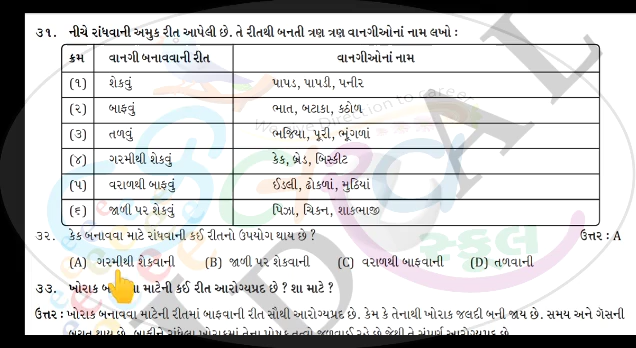 ૩૧. નીચે રાંધવાની અમુક રીત આપેલી છે. તે રીતથી બનતી ત્રણ ત્રણ વાનગીઓનાં નામ લખો :
ક્રમ વાનગી બનાવવાની રીત વાનગીઓનાં નામ
(૧) શેકવું પાપડ, પાપડી, પનીર
(૨) બાફવું ભાત, બટાકા, કઠોળ
(૩) તળવું ભજિયા, પૂરી, ભૂંગળાં
(૪) ગરમીથી શેકવું કેક, બ્રેડ, બિસ્કીટ
(૫) વરાળથી બાફવું ઈડલી, ઢોકળાં, મુઠિયાં
(૬) જાળી પર શેકવું પિઝા, ચિકન, શાકભાજી
૩૨. કેક બનાવવા માટે રાંધવાની કઈ રીતનો ઉપયોગ થાય છે ? ઉત્તર : A
(A) ગરમીથી શેકવાની (B) જાળી પર શેકવાની (C) વરાળથી બાફવાની (D) તળવાની
૩૩. ખોરાક માટેની કઈ રીત આરોગ્યપ્રદ છે ? શા માટે ?
ઉત્તર : ખોરાક બનાવવા માટેની રીતમાં બાફવાની રીત સૌથી આરોગ્યપ્રદ છે. કેમ કે તેનાથી ખોરાક જલદી બની જાય છે. સમય અને ગેસની